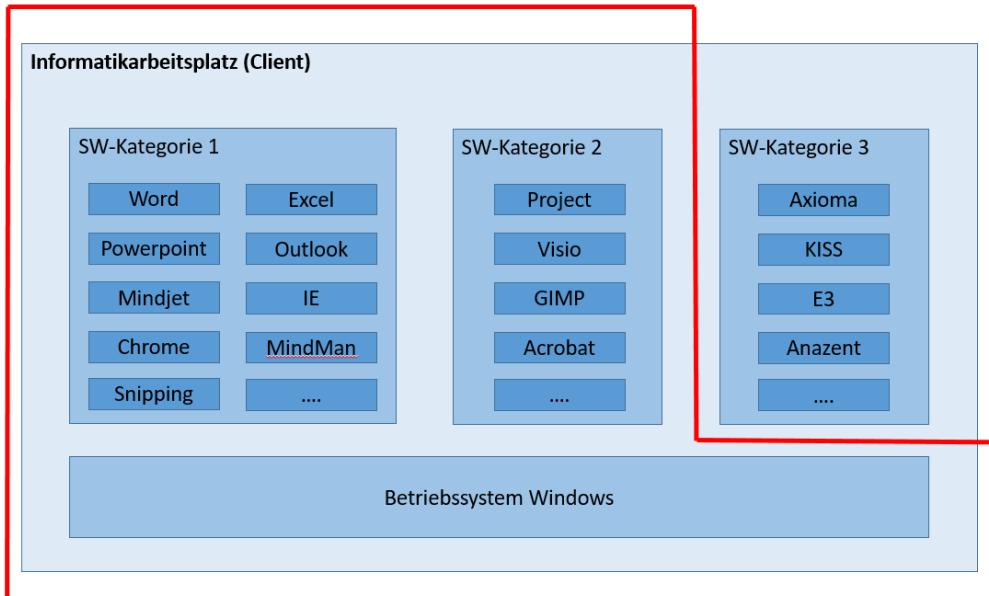 Informatikarbeitsplatz (Client)
SW-Kategorie 1
Word
Excel
Powerpoint
Outlook
Mindjet
IE
Chrome
MindMan
Snipping
....
SW-Kategorie 2
Project
Visio
GIMP
Acrobat
....
SW-Kategorie 3
Axioma
KISS
E3
Anazent
....
Betriebssystem Windows